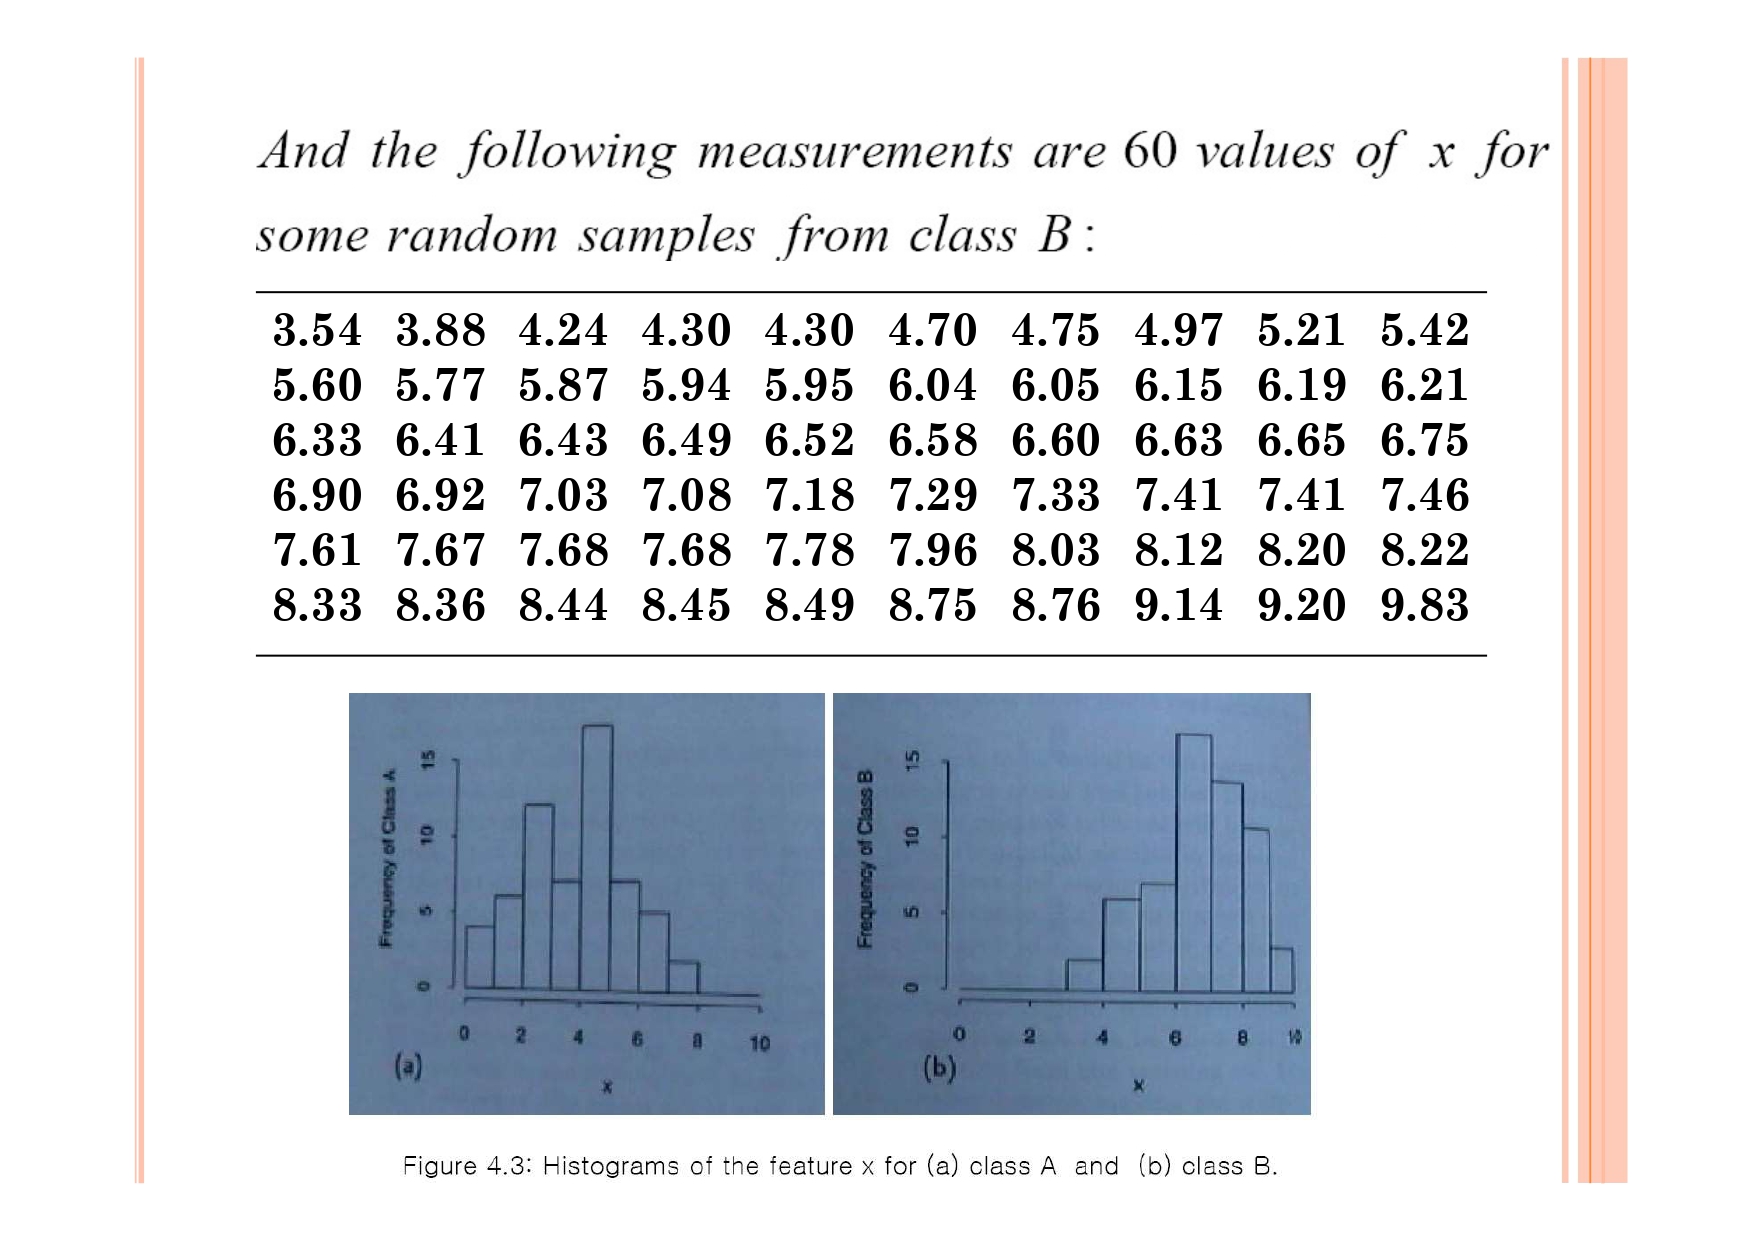 And the following measurements are 60 values of x for
some random samples from class B :
3.54 3.88 4.24 4.30 4.30 4.70 4.75 4.97 5.21 5.42
5.60 5.77 5.87 5.94 5.95 6.04 6.05 6.15 6.19 6.21
6.33 6.41 6.43 6.49 6.52 6.58 6.60 6.63 6.65 6.75
6.90 6.92 7.03 7.08 7.18 7.29 7.33 7.41 7.41 7.46
7.61 7.67 7.68 7.68 7.78 7.96 8.03 8.12 8.20 8.22
8.33 8.36 8.44 8.45 8.49 8.75 8.76 9.14 9.20 9.83
Frequency of Class A
15
10
5
0
0 2 4 6 8 10
(a)
x
Frequency of Class B
15
10
5
0
0 2 4 6 8 10
(b)
x
Figure 4.3: Histograms of the feature x for (a) class A and (b) class B.